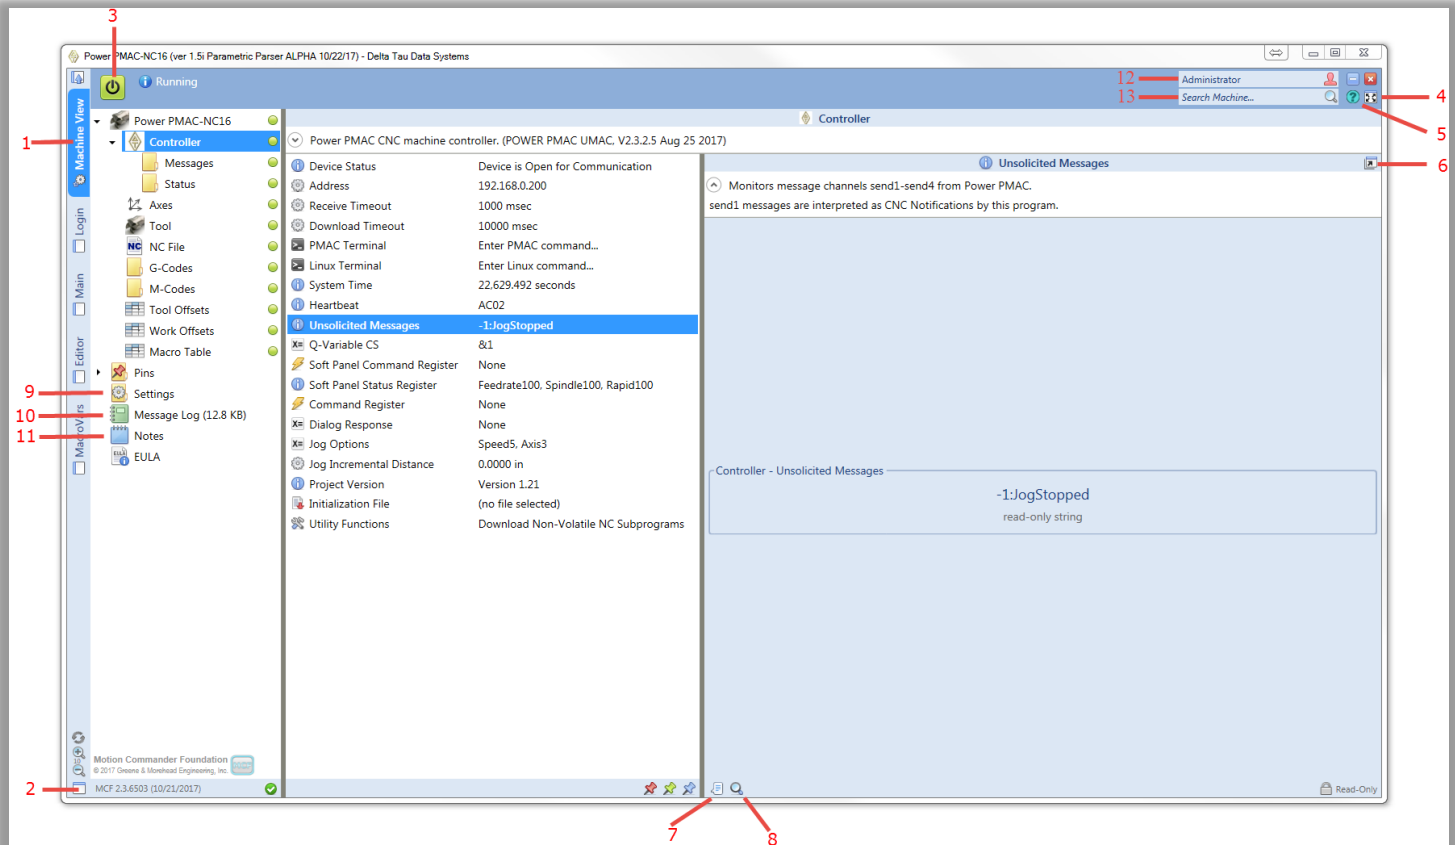 3
Power PMAC-NC16 (ver 1.5i Parametric Parser ALPHA 10/22/17) - Delta Tau Data Systems
Running
12
Administrator
13
Search Machine...
4
5
6
1
Machine View
Login
Main
Editor
MacroVars
Power PMAC-NC16
Controller
Messages
Status
Axes
Tool
NC
NC File
G-Codes
M-Codes
Tool Offsets
Work Offsets
Macro Table
Pins
9
Settings
10
Message Log (12.8 KB)
11
Notes
EULA
Controller
Power PMAC CNC machine controller. (POWER PMAC UMAC, V2.3.2.5 Aug 25 2017)
Device Status Device is Open for Communication
Address 192.168.0.200
Receive Timeout 1000 msec
Download Timeout 10000 msec
PMAC Terminal Enter PMAC command...
Linux Terminal Enter Linux command...
System Time 22,629.492 seconds
Heartbeat AC02
Unsolicited Messages -1:JogStopped
X= Q-Variable CS &1
Soft Panel Command Register None
Soft Panel Status Register Feedrate100, Spindle100, Rapid100
Command Register None
X= Dialog Response None
X= Jog Options Speed5, Axis3
Jog Incremental Distance 0.0000 in
Project Version Version 1.21
Initialization File (no file selected)
Utility Functions Download Non-Volatile NC Subprograms
Unsolicited Messages
Monitors message channels send1-send4 from Power PMAC.
send1 messages are interpreted as CNC Notifications by this program.
Controller - Unsolicited Messages
-1:JogStopped
read-only string
Motion Commander Foundation
© 2017 Greene & Morehead Engineering, Inc.
2
MCF 2.3.6503 (10/21/2017)
Read-Only
7
8